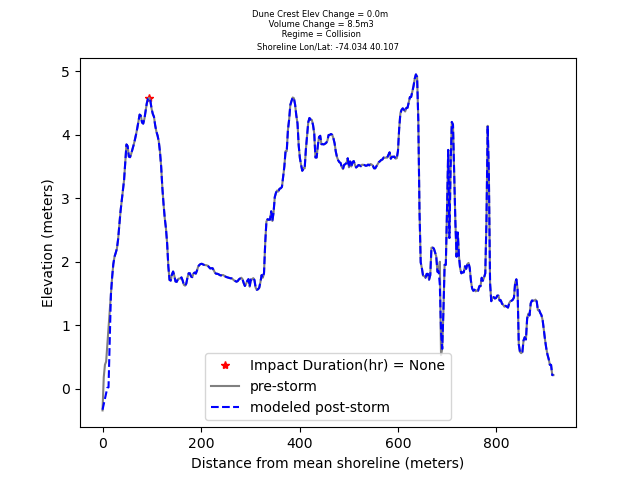 Dune Crest Elev Change = 0.0m
Volume Change = 8.5m3
Regime = Collision
Shoreline Lon/Lat: -74.034 40.107
5
4
3
2
1
0
Elevation (meters)
Impact Duration(hr) = None
pre-storm
modeled post-storm
0
200
400
600
800
Distance from mean shoreline (meters)